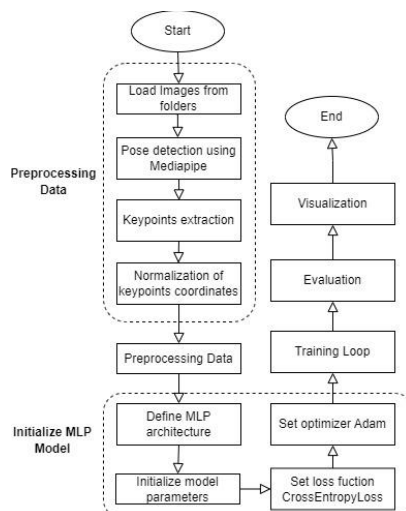 Start
Load Images from
folders
Pose detection using
Mediapipe
Preprocessing
Data
Keypoints extraction
Normalization of
keypoints coordinates
Preprocessing Data
Initialize MLP
Model
Define MLP
architecture
Initialize model
parameters
Set loss fuction
CrossEntropyLoss
Set optimizer Adam
Training Loop
Evaluation
Visualization
End